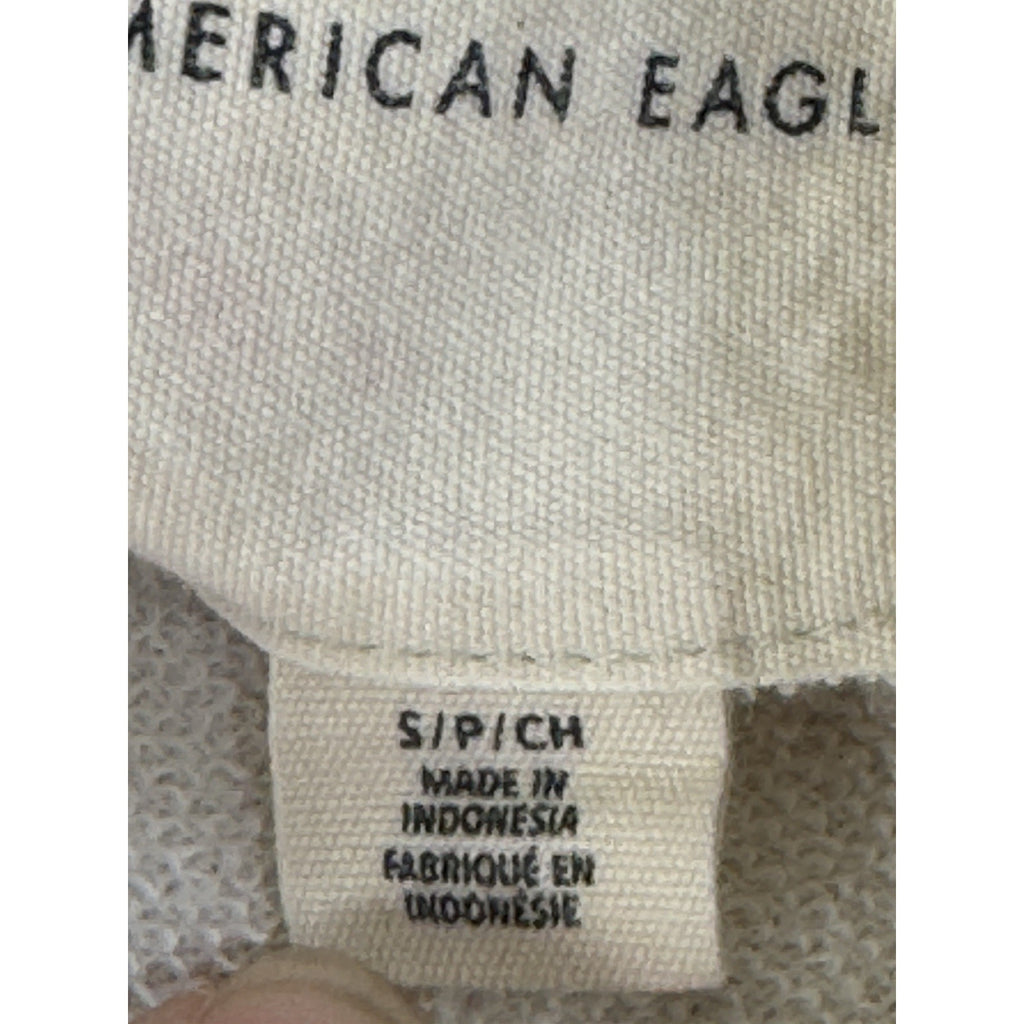 MERICAN EAGL
S/P/CH
MADE IN
INDONESIA
FABRIQUÉ EN
INDONÉSIE